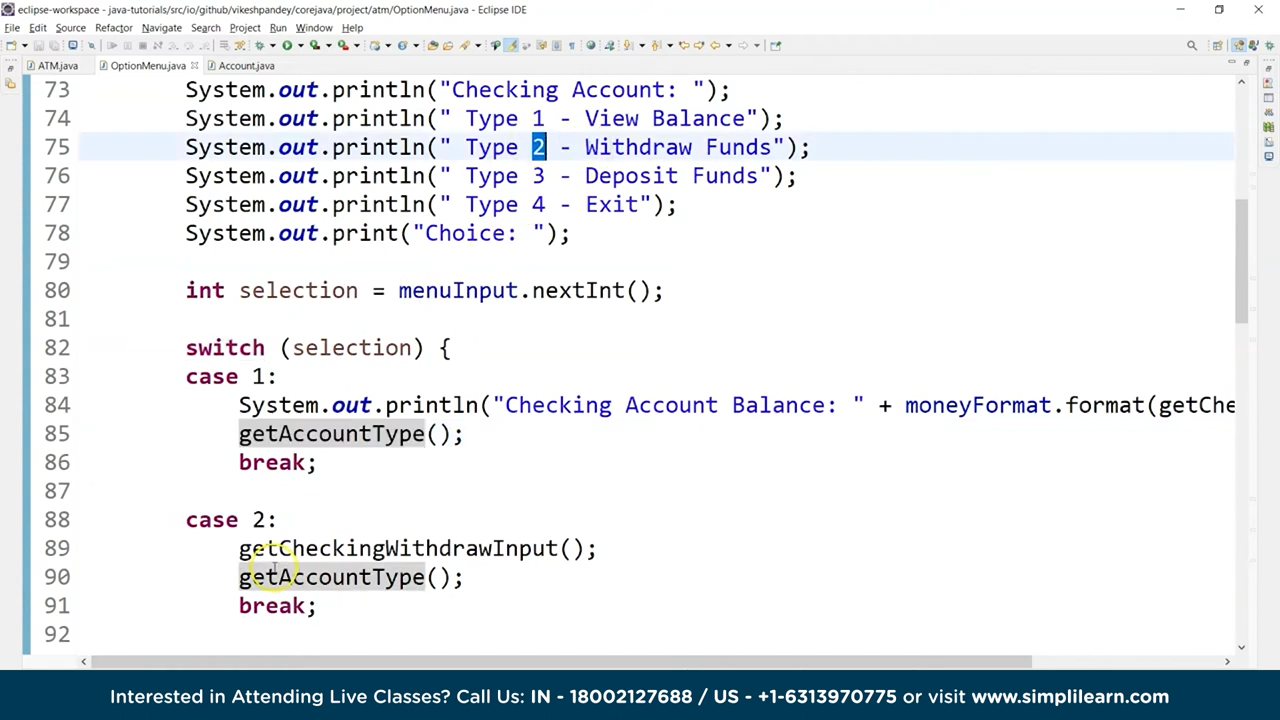 eclipse-workspace - java-tutorials/src/io/github/vikeshpandey/corejava/project/atm/OptionMenu.java - Eclipse IDE
File Edit Source Refactor Navigate Search Project Run Window Help
ATM.java OptionMenu.java Account.java
73 System.out.println("Checking Account: ");
74 System.out.println(" Type 1 - View Balance");
75 System.out.println(" Type 2 - Withdraw Funds");
76 System.out.println(" Type 3 - Deposit Funds");
77 System.out.println(" Type 4 - Exit");
78 System.out.print("Choice: ");
79
80 int selection = menuInput.nextInt();
81
82 switch (selection) {
83 case 1:
84 System.out.println("Checking Account Balance: " + moneyFormat.format(getChe
85 getAccountType();
86 break;
87
88 case 2:
89 getCheckingWithdrawInput();
90 getAccountType();
91 break;
92
Interested in Attending Live Classes? Call Us: IN - 18002127688 / US - +1-6313970775 or visit www.simplilearn.com